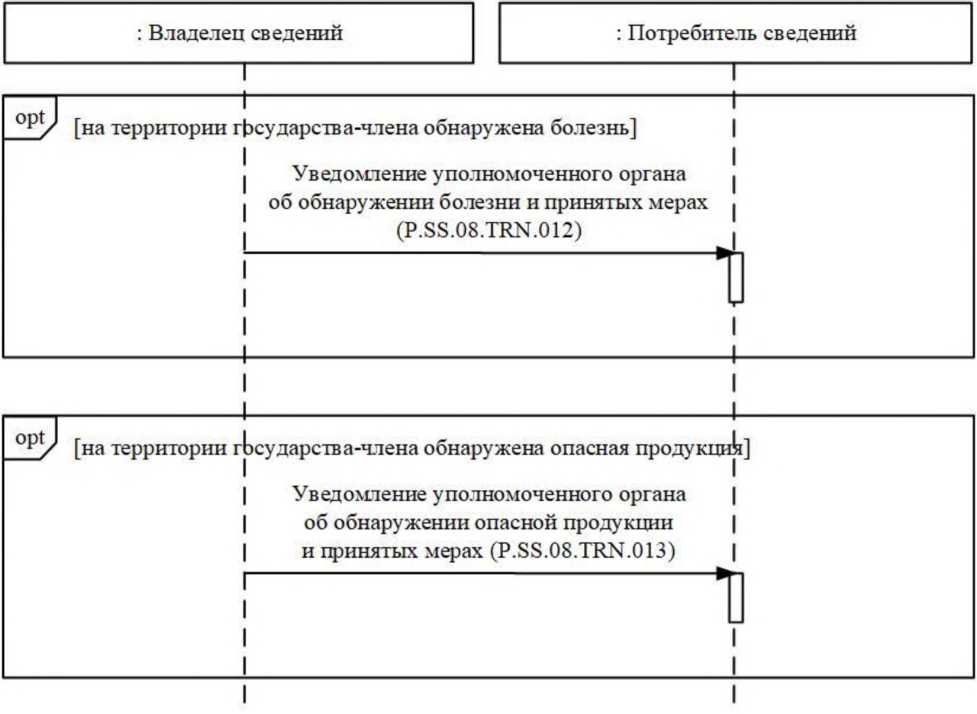 : Владелец сведений
: Потребитель сведений
opt
[на территории государства-члена обнаружена болезнь]
Уведомление уполномоченного органа
об обнаружении болезни и принятых мерах
(P.SS.08.TRN.012)
opt
[на территории государства-члена обнаружена опасная продукция]
Уведомление уполномоченного органа
об обнаружении опасной продукции
и принятых мерах (P.SS.08.TRN.013)